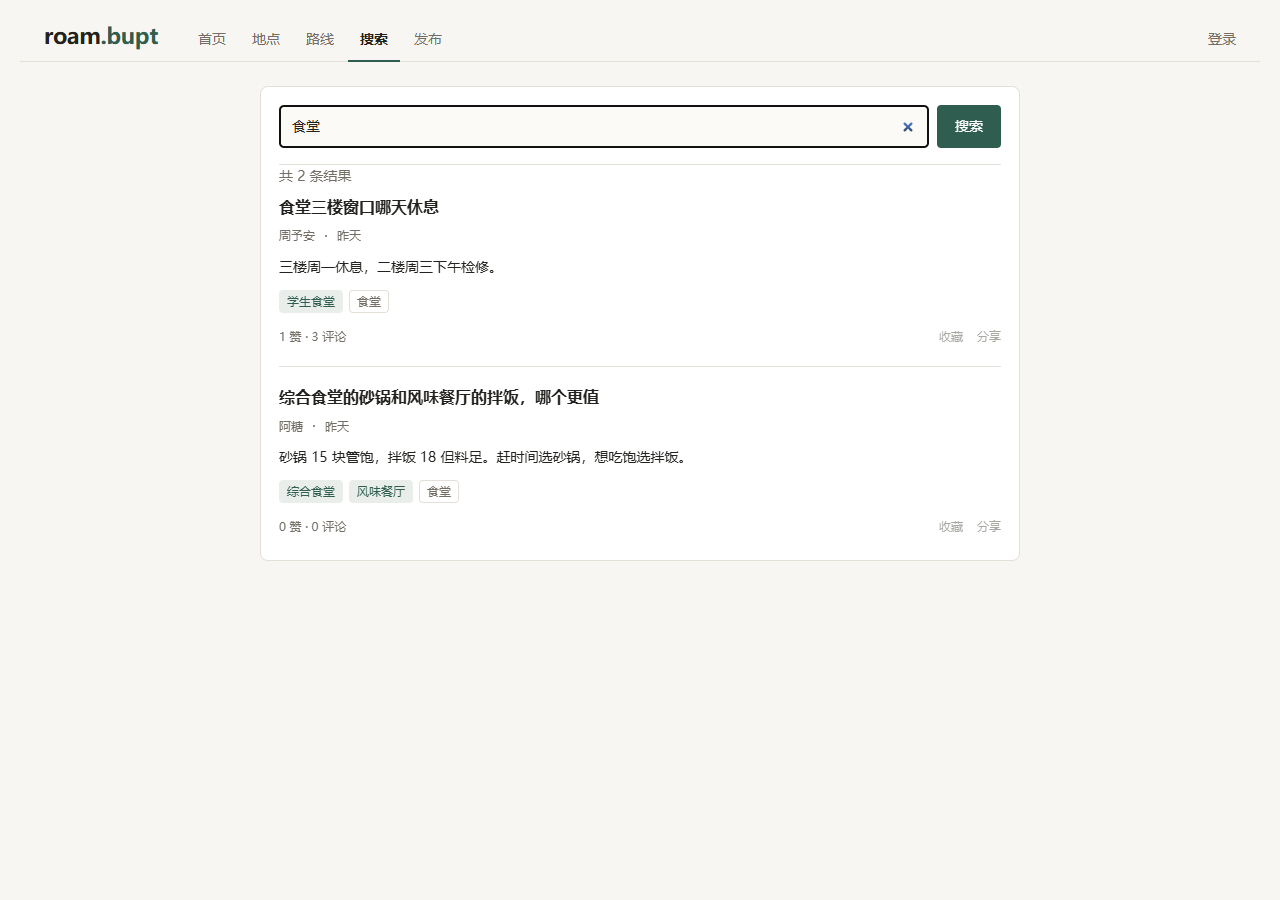 roam.bupt 首页 地点 路线 搜索 发布 登录
食堂 × 搜索
共 2 条结果
食堂三楼窗口哪天休息
周予安 · 昨天
三楼周一休息，二楼周三下午检修。
学生食堂 食堂
1 赞 · 3 评论 收藏 分享
综合食堂的砂锅和风味餐厅的拌饭，哪个更值
阿糖 · 昨天
砂锅 15 块管饱，拌饭 18 但料足。赶时间选砂锅，想吃饱选拌饭。
综合食堂 风味餐厅 食堂
0 赞 · 0 评论 收藏 分享